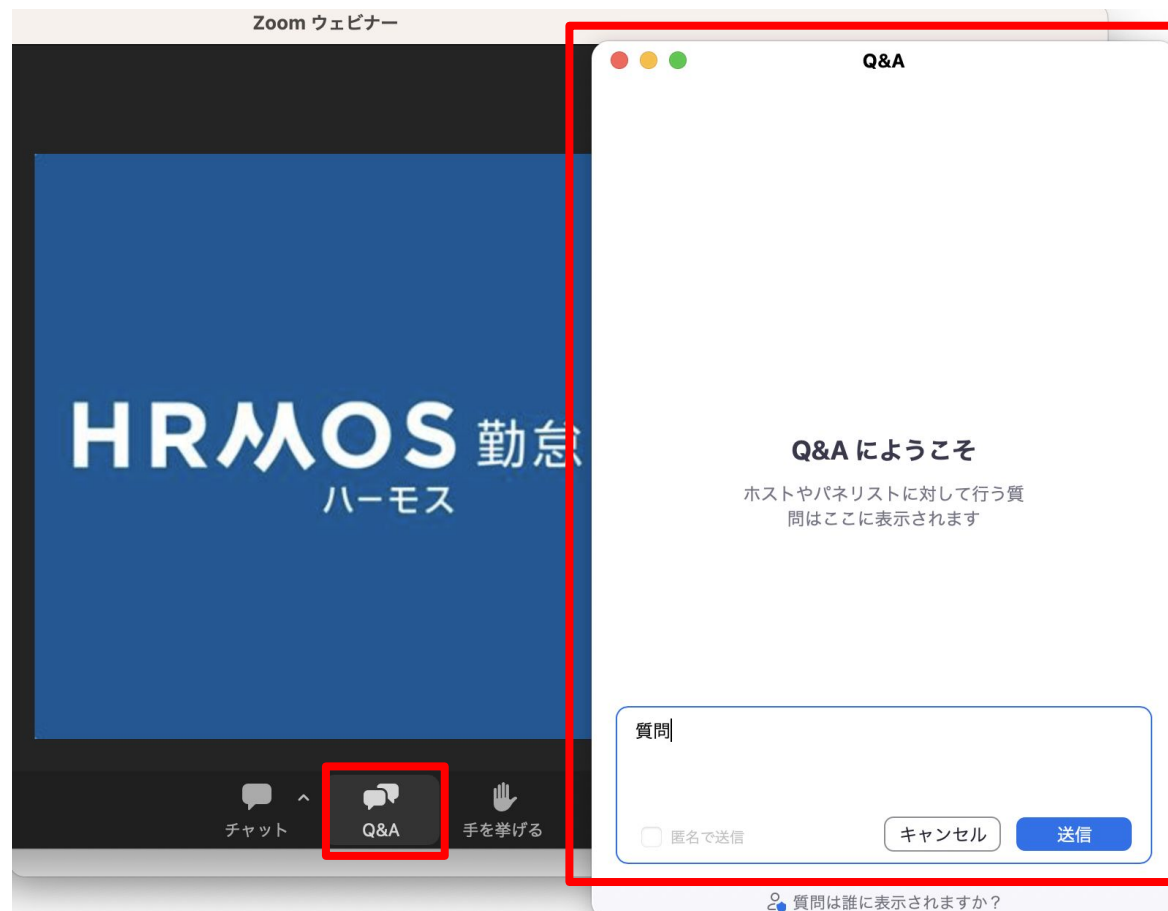 Zoom ウェビナー
HRMOS 勤怠
ハーモス
チャット
Q&A
手を挙げる
Q&A
Q&A にようこそ
ホストやパネリストに対して行う質
問はここに表示されます
質問
匿名で送信
キャンセル
送信
質問は誰に表示されますか？